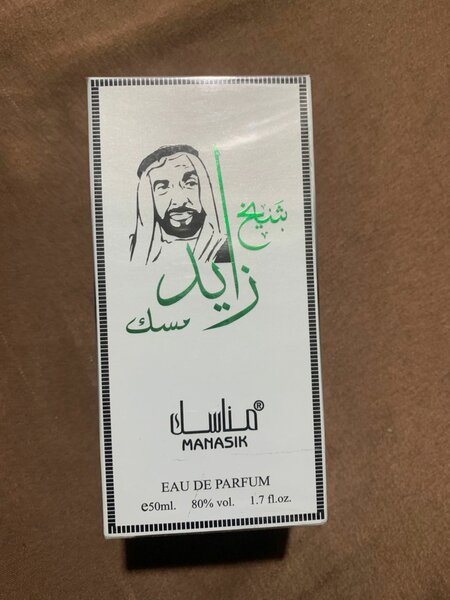 شيخ
زايد
مسك
مناسك®
MANASIK
EAU DE PARFUM
℮50ml. 80% vol. 1.7 fl.oz.